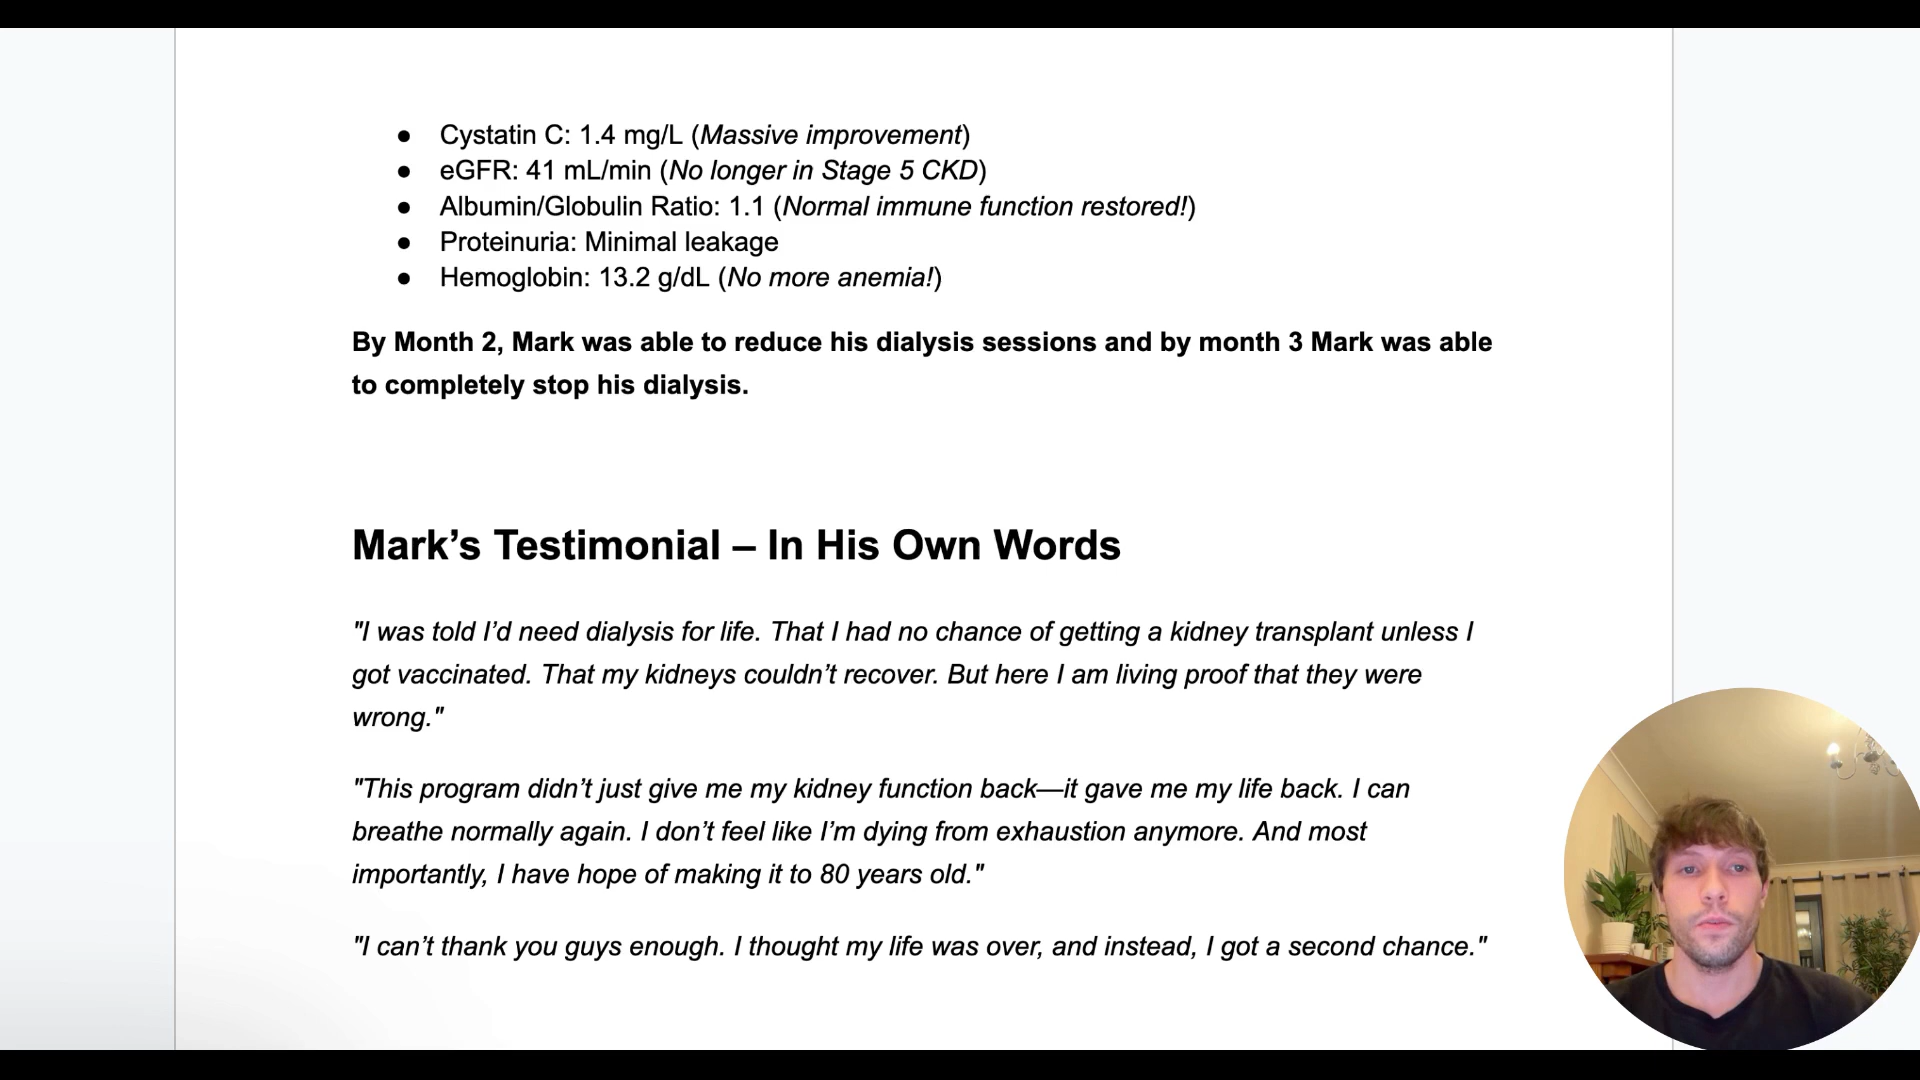 ● Cystatin C: 1.4 mg/L (Massive improvement)
● eGFR: 41 mL/min (No longer in Stage 5 CKD)
● Albumin/Globulin Ratio: 1.1 (Normal immune function restored!)
● Proteinuria: Minimal leakage
● Hemoglobin: 13.2 g/dL (No more anemia!)
By Month 2, Mark was able to reduce his dialysis sessions and by month 3 Mark was able
to completely stop his dialysis.
Mark’s Testimonial – In His Own Words
"I was told I’d need dialysis for life. That I had no chance of getting a kidney transplant unless I
got vaccinated. That my kidneys couldn’t recover. But here I am living proof that they were
wrong."
"This program didn’t just give me my kidney function back—it gave me my life back. I can
breathe normally again. I don’t feel like I’m dying from exhaustion anymore. And most
importantly, I have hope of making it to 80 years old."
"I can’t thank you guys enough. I thought my life was over, and instead, I got a second chance."